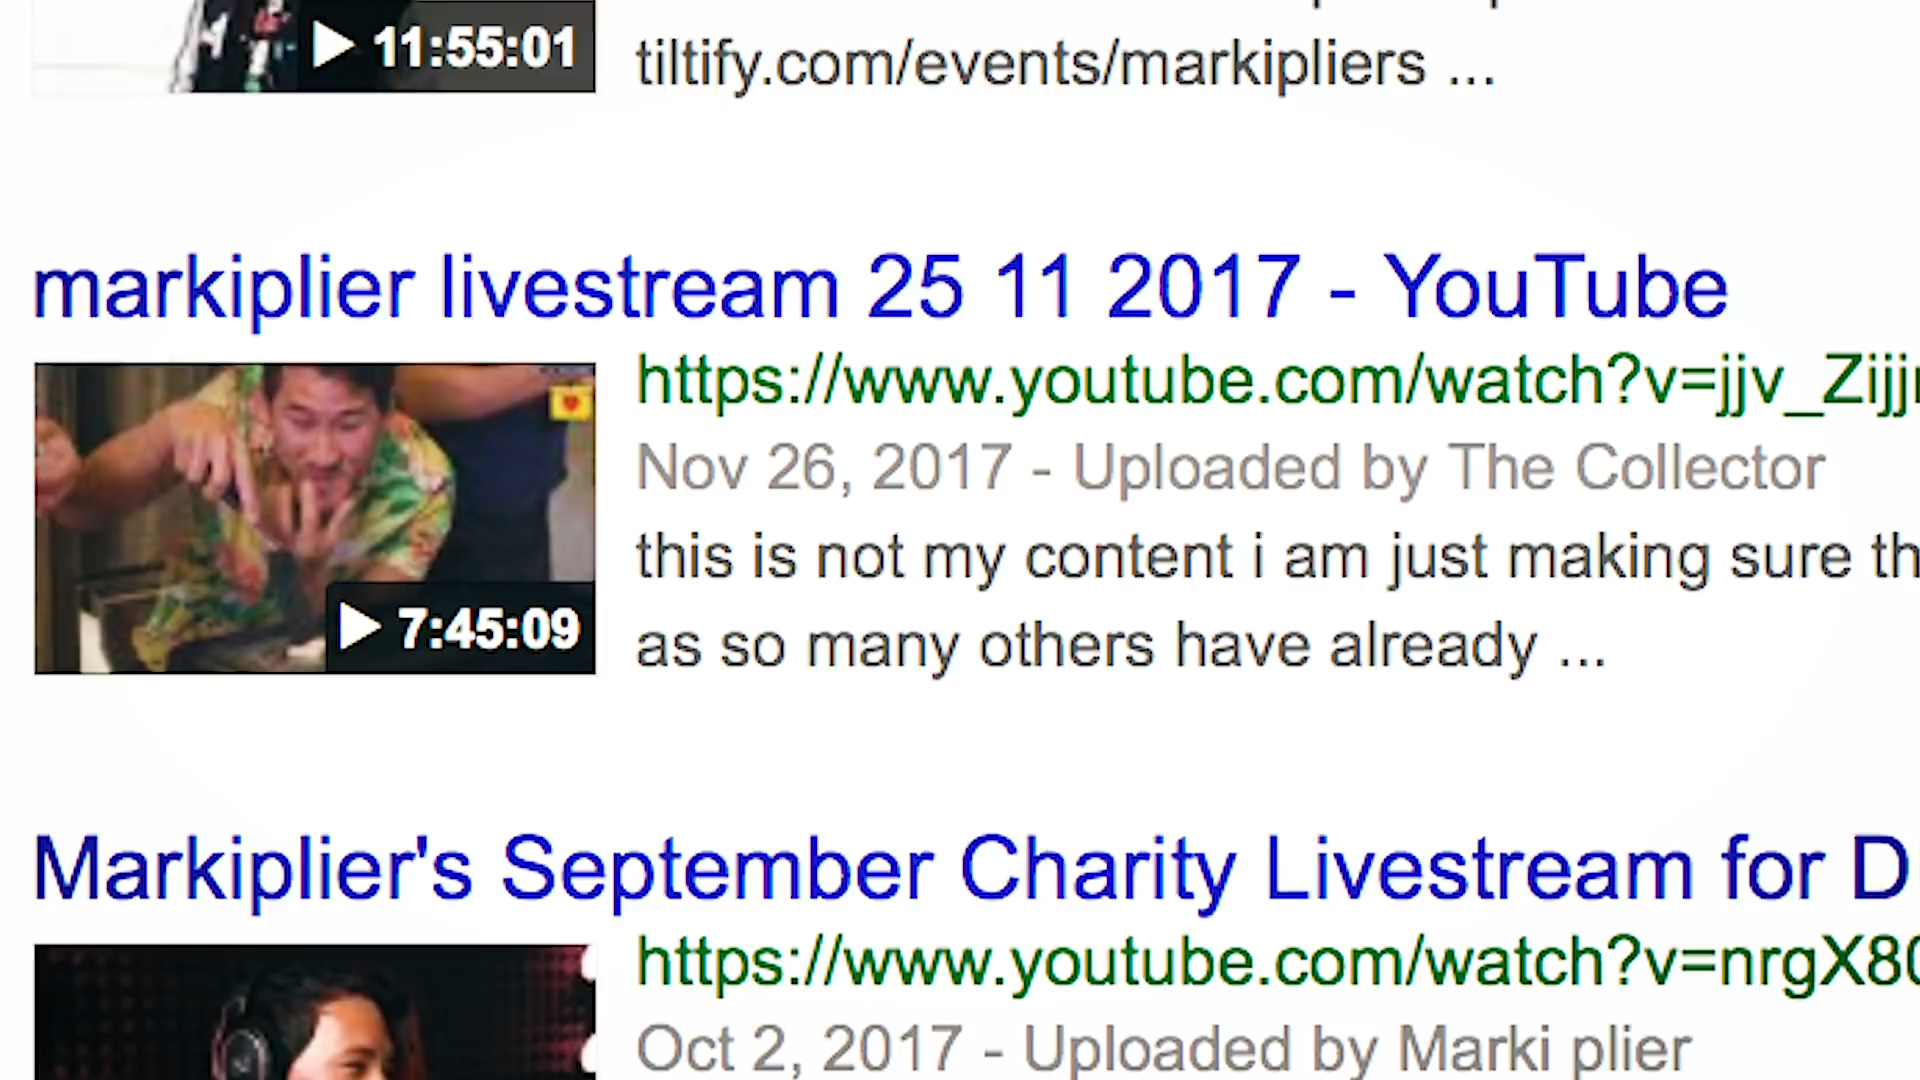 11:55:01
tiltify.com/events/markipliers ...
markiplier livestream 25 11 2017 - YouTube
https://www.youtube.com/watch?v=jjv_Zijj
Nov 26, 2017 - Uploaded by The Collector
this is not my content i am just making sure th
as so many others have already ...
7:45:09
Markiplier's September Charity Livestream for D
https://www.youtube.com/watch?v=nrgX80
Oct 2, 2017 - Uploaded by Marki plier